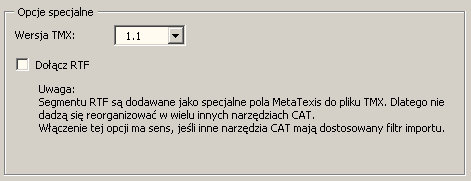 Opcje specjalne
Wersja TMX: 1.1
Dołącz RTF
Uwaga:
Segmentu RTF są dodawane jako specjalne pola MetaTexis do pliku TMX. Dlatego nie
dadzą się reorganizować w wielu innych narzędziach CAT.
Włączenie tej opcji ma sens, jeśli inne narzędzia CAT mają dostosowany filtr importu.